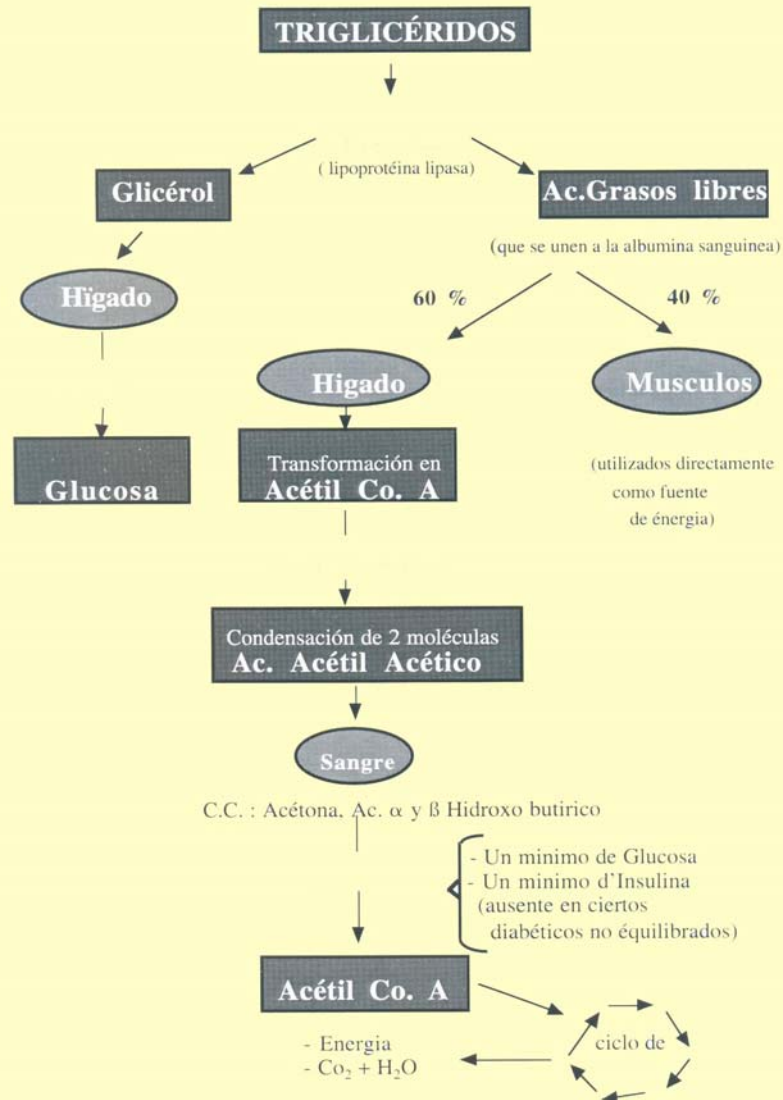 TRIGLICÉRIDOS
( lipoprotéina lipasa)
Glicérol
Ac.Grasos libres
(que se unen a la albumina sanguinea)
Hïgado
60 %
40 %
Higado
Musculos
Glucosa
Transformación en
Acétil Co. A
(utilizados directamente
como fuente
de énergia)
Condensación de 2 moléculas
Ac. Acétil Acético
Sangre
C.C. : Acétona, Ac. α y ß Hidroxo butirico
- Un minimo de Glucosa
- Un minimo d'Insulina
(ausente en ciertos
diabéticos no équilibrados)
Acétil Co. A
ciclo de
- Energia
- Co₂ + H₂O